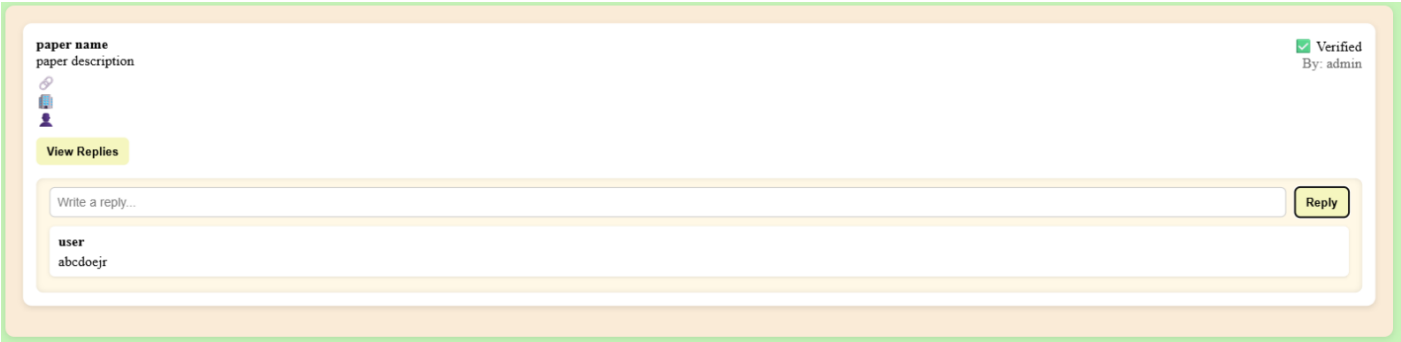 paper name
paper description
✅ Verified
By: admin
🔗
🏢
👤
View Replies
Write a reply...
Reply
user
abcdoejr